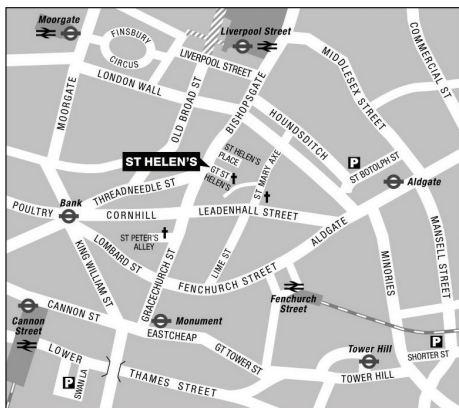 Moorgate
FINSBURY
CIRCUS
Liverpool Street
LIVERPOOL STREET
LONDON WALL
MOORGATE
OLD BROAD ST
BISHOPSGATE
MIDDLESEX STREET
COMMERCIAL ST
HOUNDSDITCH
ST HELEN'S
ST HELEN'S
PLACE
GT ST
HELEN'S
ST MARY AXE
P
ST BOTOLPH ST
Aldgate
THREADNEEDLE ST
POULTRY
Bank
CORNHILL
LEADENHALL STREET
ALDGATE
ST PETER'S
ALLEY
LOMBARD ST
KING WILLIAM ST
GRACECHURCH ST
LIME ST
FENCHURCH STREET
MINORIES
MANSELL STREET
Fenchurch
Street
CANNON ST
Cannon
Street
Monument
EASTCHEAP
GT TOWER ST
Tower Hill
P
SHORTER ST
TOWER HILL
LOWER
THAMES STREET
P
SWAN LA